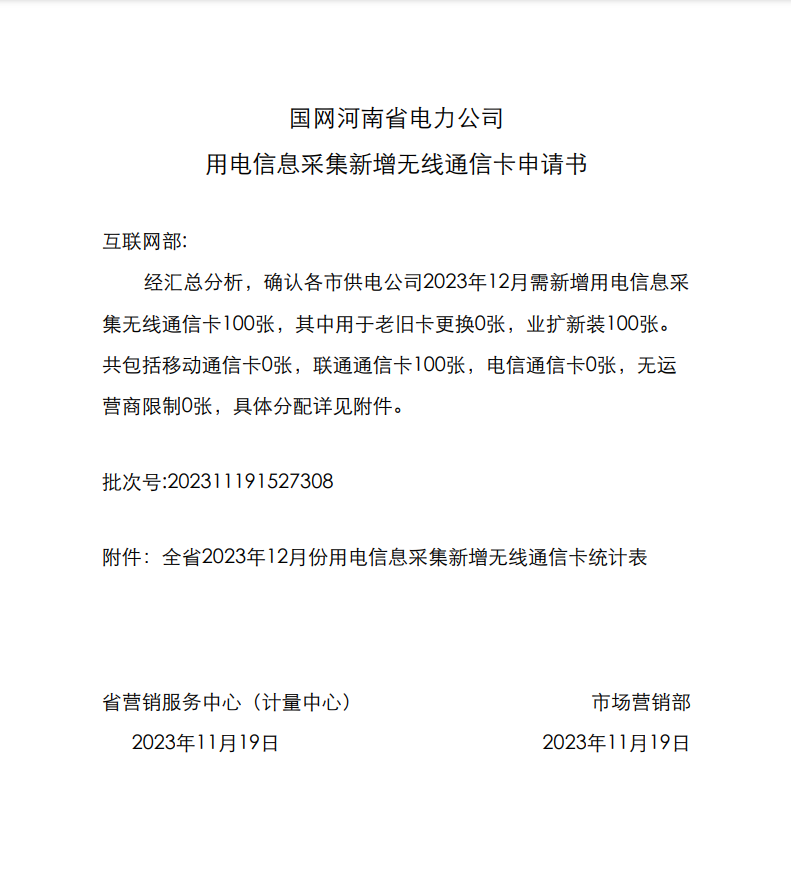 国网河南省电力公司
用电信息采集新增无线通信卡申请书
互联网部:
经汇总分析，确认各市供电公司2023年12月需新增用电信息采
集无线通信卡100张，其中用于老旧卡更换0张，业扩新装100张。
共包括移动通信卡0张，联通通信卡100张，电信通信卡0张，无运
营商限制0张，具体分配详见附件。
批次号:202311191527308
附件：全省2023年12月份用电信息采集新增无线通信卡统计表
省营销服务中心（计量中心） 市场营销部
2023年11月19日 2023年11月19日